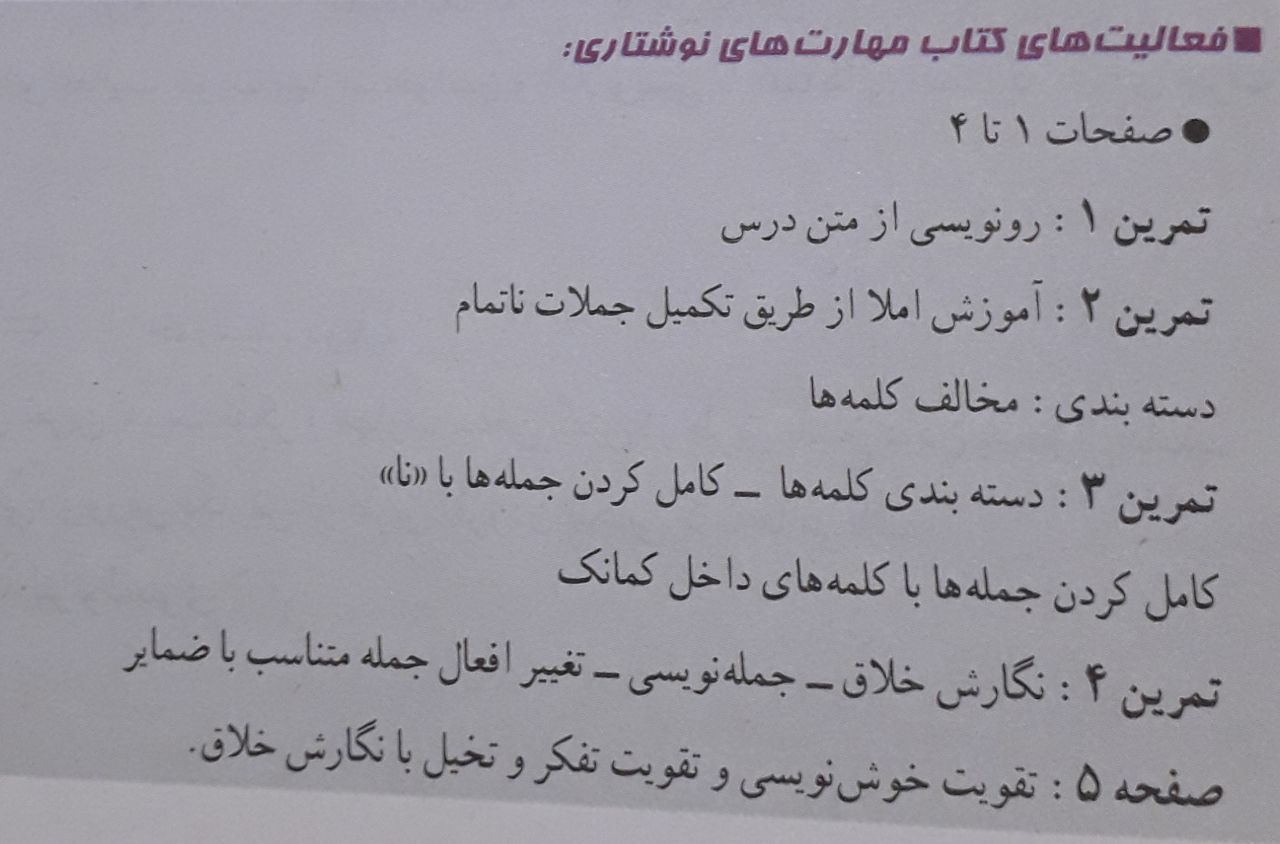 ■ فعالیت‌های کتاب مهارت‌های نوشتاری:
● صفحات ۱ تا ۴
تمرین ۱ : رونویسی از متن درس
تمرین ۲ : آموزش املا از طریق تکمیل جملات ناتمام
دسته بندی : مخالف کلمه‌ها
تمرین ۳ : دسته بندی کلمه‌ها ــ کامل کردن جمله‌ها با «نا»
کامل کردن جمله‌ها با کلمه‌های داخل کمانک
تمرین ۴ : نگارش خلاق ــ جمله‌نویسی ــ تغییر افعال جمله متناسب با ضمایر
صفحه ۵ : تقویت خوش‌نویسی و تقویت تفکر و تخیل با نگارش خلاق.